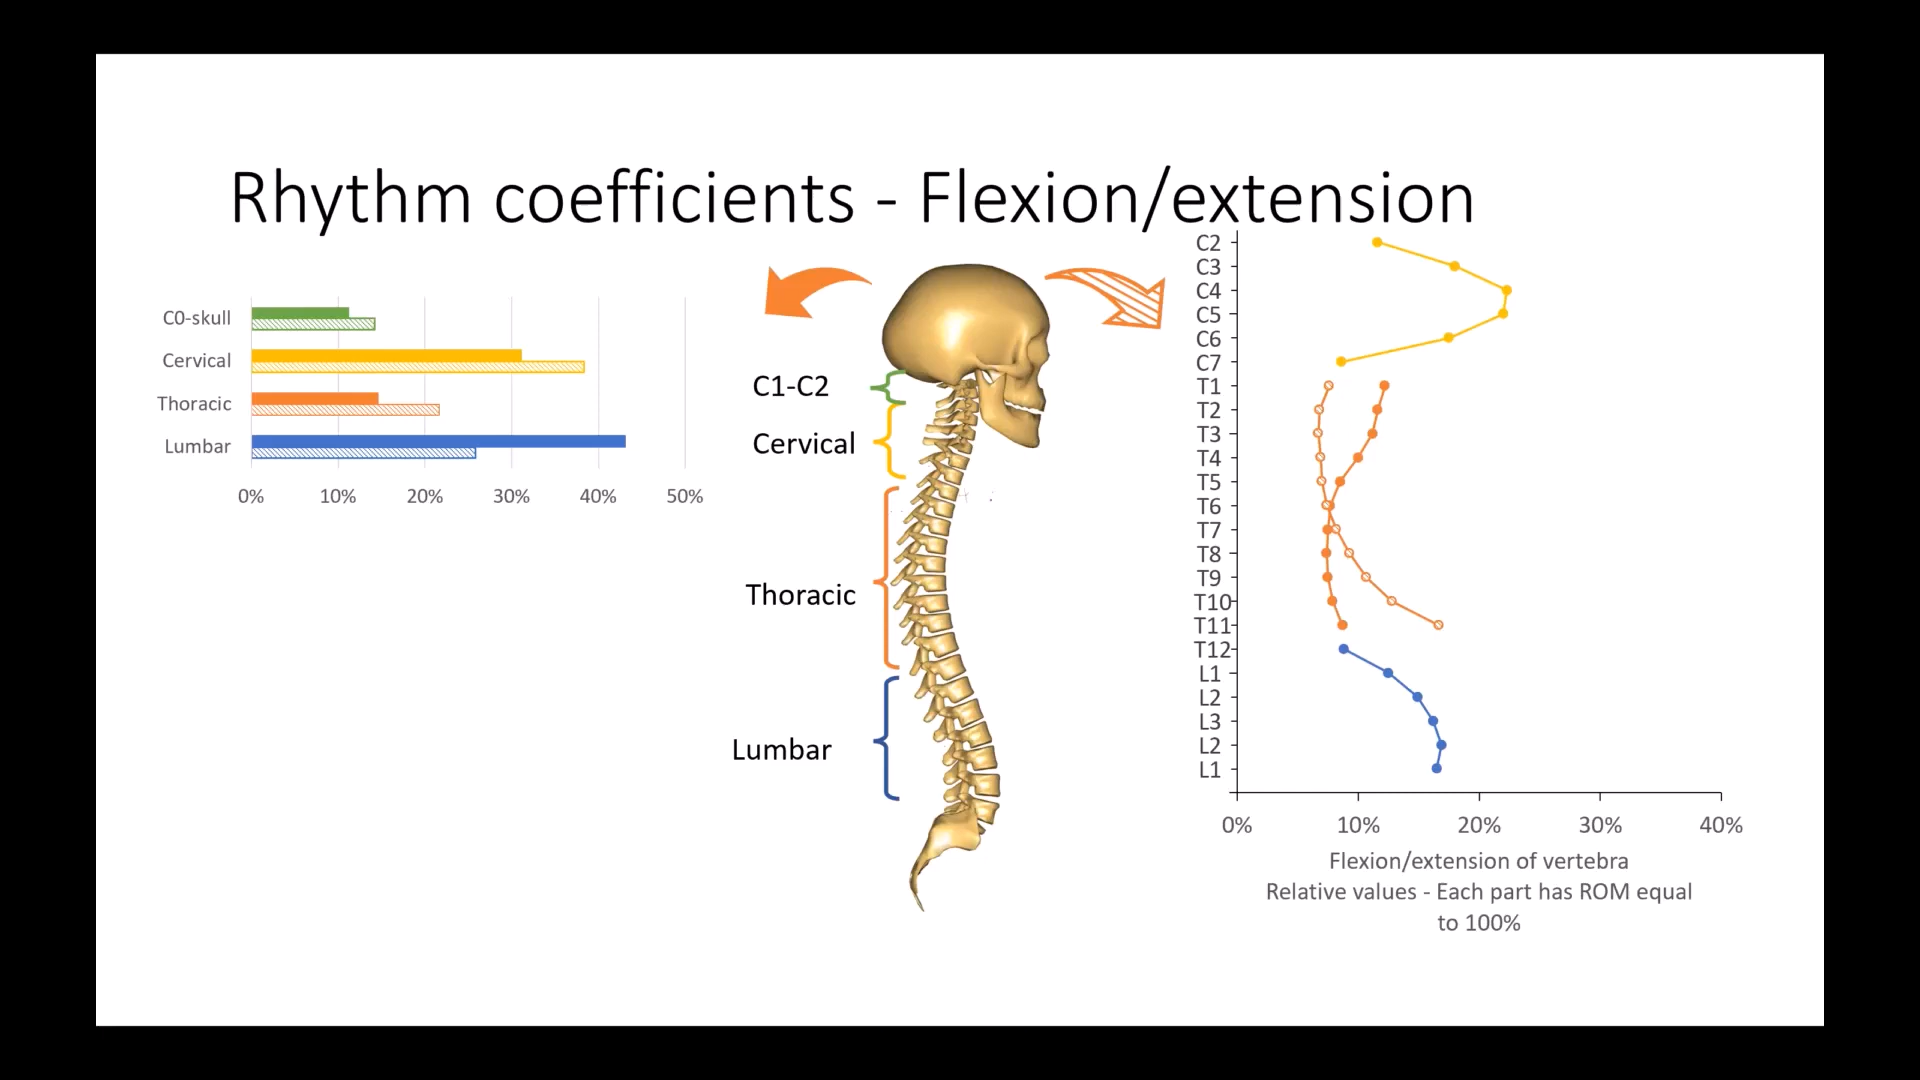 Rhythm coefficients - Flexion/extension
C0-skull
Cervical
Thoracic
Lumbar
0% 10% 20% 30% 40% 50%
C1-C2
Cervical
Thoracic
Lumbar
C2
C3
C4
C5
C6
C7
T1
T2
T3
T4
T5
T6
T7
T8
T9
T10
T11
T12
L1
L2
L3
L2
L1
0% 10% 20% 30% 40%
Flexion/extension of vertebra
Relative values - Each part has ROM equal
to 100%